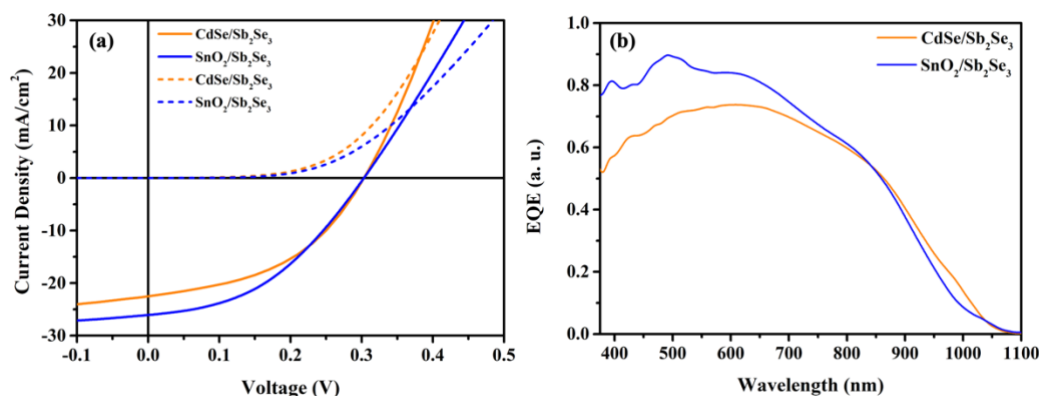 (a)
CdSe/Sb₂Se₃
SnO₂/Sb₂Se₃
CdSe/Sb₂Se₃
SnO₂/Sb₂Se₃
30
20
10
0
-10
-20
-30
Current Density (mA/cm²)
-0.1 0.0 0.1 0.2 0.3 0.4 0.5
Voltage (V)
(b)
CdSe/Sb₂Se₃
SnO₂/Sb₂Se₃
1.0
0.8
0.6
0.4
0.2
0.0
EQE (a. u.)
400 500 600 700 800 900 1000 1100
Wavelength (nm)